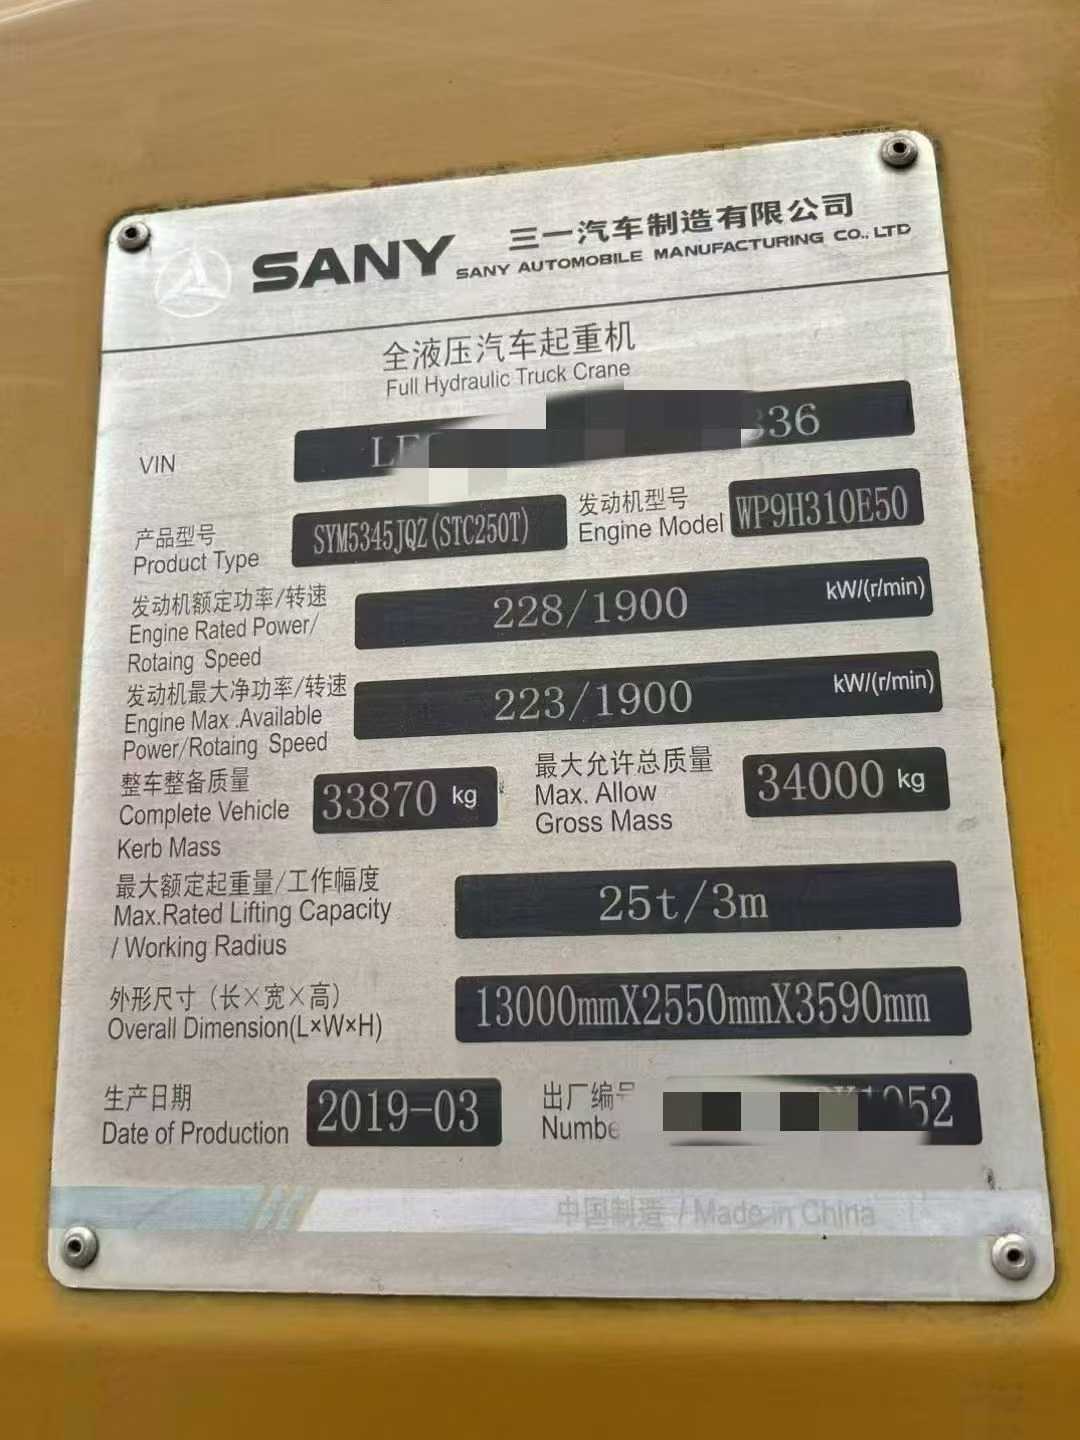 SANY 三一汽车制造有限公司
SANY AUTOMOBILE MANUFACTURING CO., LTD
全液压汽车起重机
Full Hydraulic Truck Crane
VIN 336
产品型号 SYM5345JQZ(STC250T) 发动机型号 WP9H310E50
Product Type Engine Model
发动机额定功率/转速 228/1900 kW/(r/min)
Engine Rated Power/
Rotaing Speed
发动机最大净功率/转速 223/1900 kW/(r/min)
Engine Max .Available
Power/Rotaing Speed
整车整备质量 33870 kg 最大允许总质量 34000 kg
Complete Vehicle Max. Allow
Kerb Mass Gross Mass
最大额定起重量/工作幅度 25t/3m
Max.Rated Lifting Capacity
/ Working Radius
外形尺寸（长×宽×高） 13000mmX2550mmX3590mm
Overall Dimension(L×W×H)
生产日期 2019-03 出厂编号
Date of Production
中国制造 / Made in China